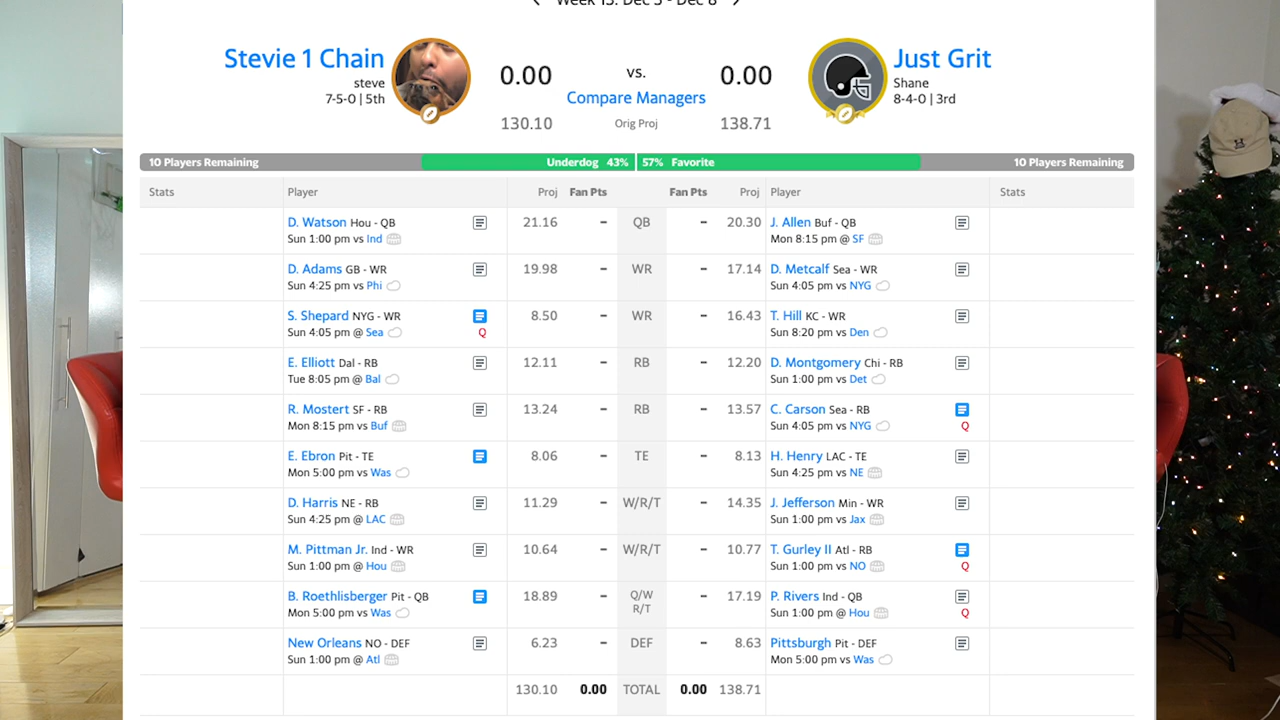 Week 13: Dec 3 - Dec 8
Stevie 1 Chain
steve
7-5-0 | 5th
0.00
vs.
0.00
Compare Managers
130.10
Orig Proj
138.71
Just Grit
Shane
8-4-0 | 3rd
10 Players Remaining
Underdog 43%
57% Favorite
10 Players Remaining
Stats Player Proj Fan Pts Fan Pts Proj Player Stats
D. Watson Hou - QB 21.16 – QB – 20.30 J. Allen Buf - QB
Sun 1:00 pm vs Ind Mon 8:15 pm @ SF
D. Adams GB - WR 19.98 – WR – 17.14 D. Metcalf Sea - WR
Sun 4:25 pm vs Phi Sun 4:05 pm vs NYG
S. Shepard NYG - WR 8.50 – WR – 16.43 T. Hill KC - WR
Sun 4:05 pm @ Sea Q Sun 8:20 pm vs Den
E. Elliott Dal - RB 12.11 – RB – 12.20 D. Montgomery Chi - RB
Tue 8:05 pm @ Bal Sun 1:00 pm vs Det
R. Mostert SF - RB 13.24 – RB – 13.57 C. Carson Sea - RB
Mon 8:15 pm vs Buf Sun 4:05 pm vs NYG Q
E. Ebron Pit - TE 8.06 – TE – 8.13 H. Henry LAC - TE
Mon 5:00 pm vs Was Sun 4:25 pm vs NE
D. Harris NE - RB 11.29 – W/R/T – 14.35 J. Jefferson Min - WR
Sun 4:25 pm @ LAC Sun 1:00 pm vs Jax
M. Pittman Jr. Ind - WR 10.64 – W/R/T – 10.77 T. Gurley II Atl - RB
Sun 1:00 pm @ Hou Sun 1:00 pm vs NO Q
B. Roethlisberger Pit - QB 18.89 – Q/W R/T – 17.19 P. Rivers Ind - QB
Mon 5:00 pm vs Was Sun 1:00 pm @ Hou Q
New Orleans NO - DEF 6.23 – DEF – 8.63 Pittsburgh Pit - DEF
Sun 1:00 pm @ Atl Mon 5:00 pm vs Was
130.10 0.00 TOTAL 0.00 138.71